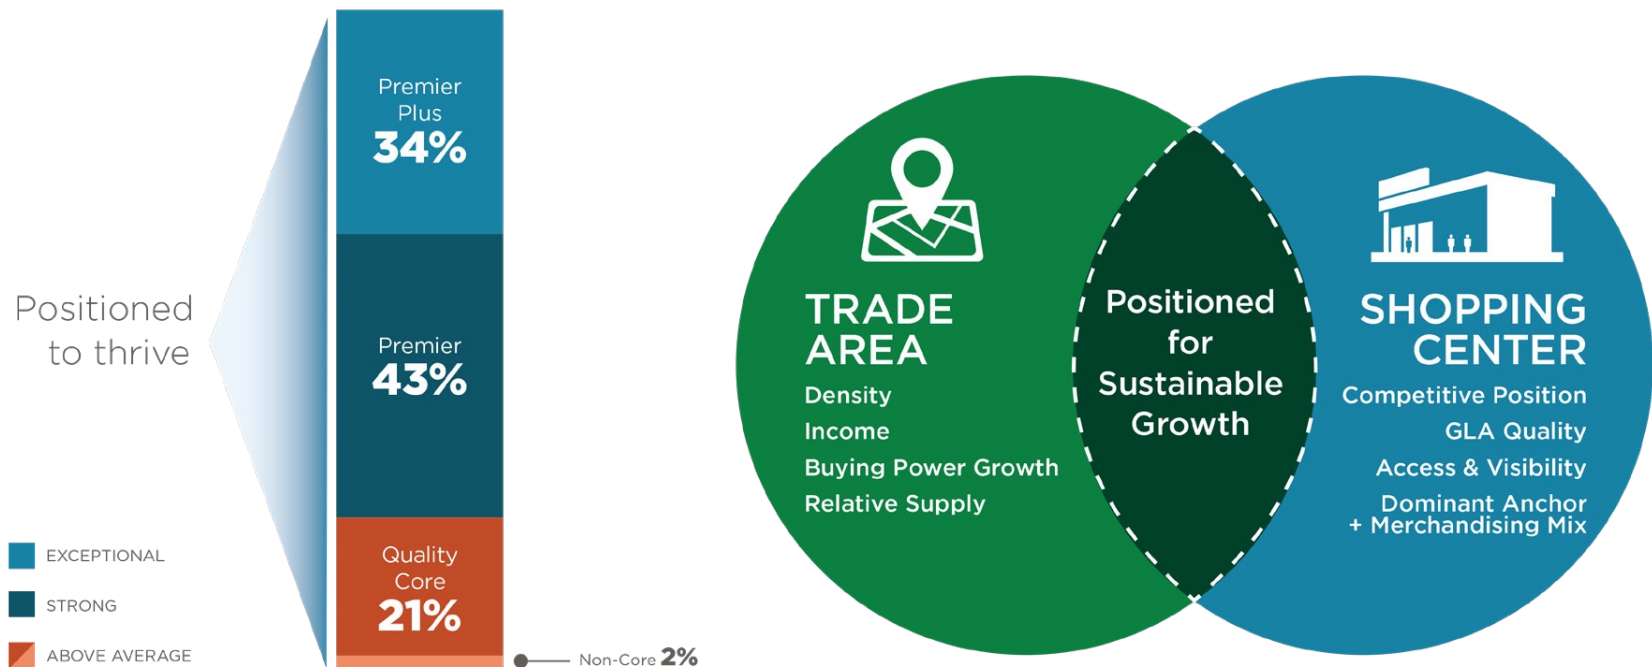 Positioned
to thrive
Premier
Plus
34%
Premier
43%
Quality
Core
21%
Non-Core 2%
EXCEPTIONAL
STRONG
ABOVE AVERAGE
TRADE
AREA
Density
Income
Buying Power Growth
Relative Supply
Positioned
for
Sustainable
Growth
SHOPPING
CENTER
Competitive Position
GLA Quality
Access & Visibility
Dominant Anchor
+ Merchandising Mix